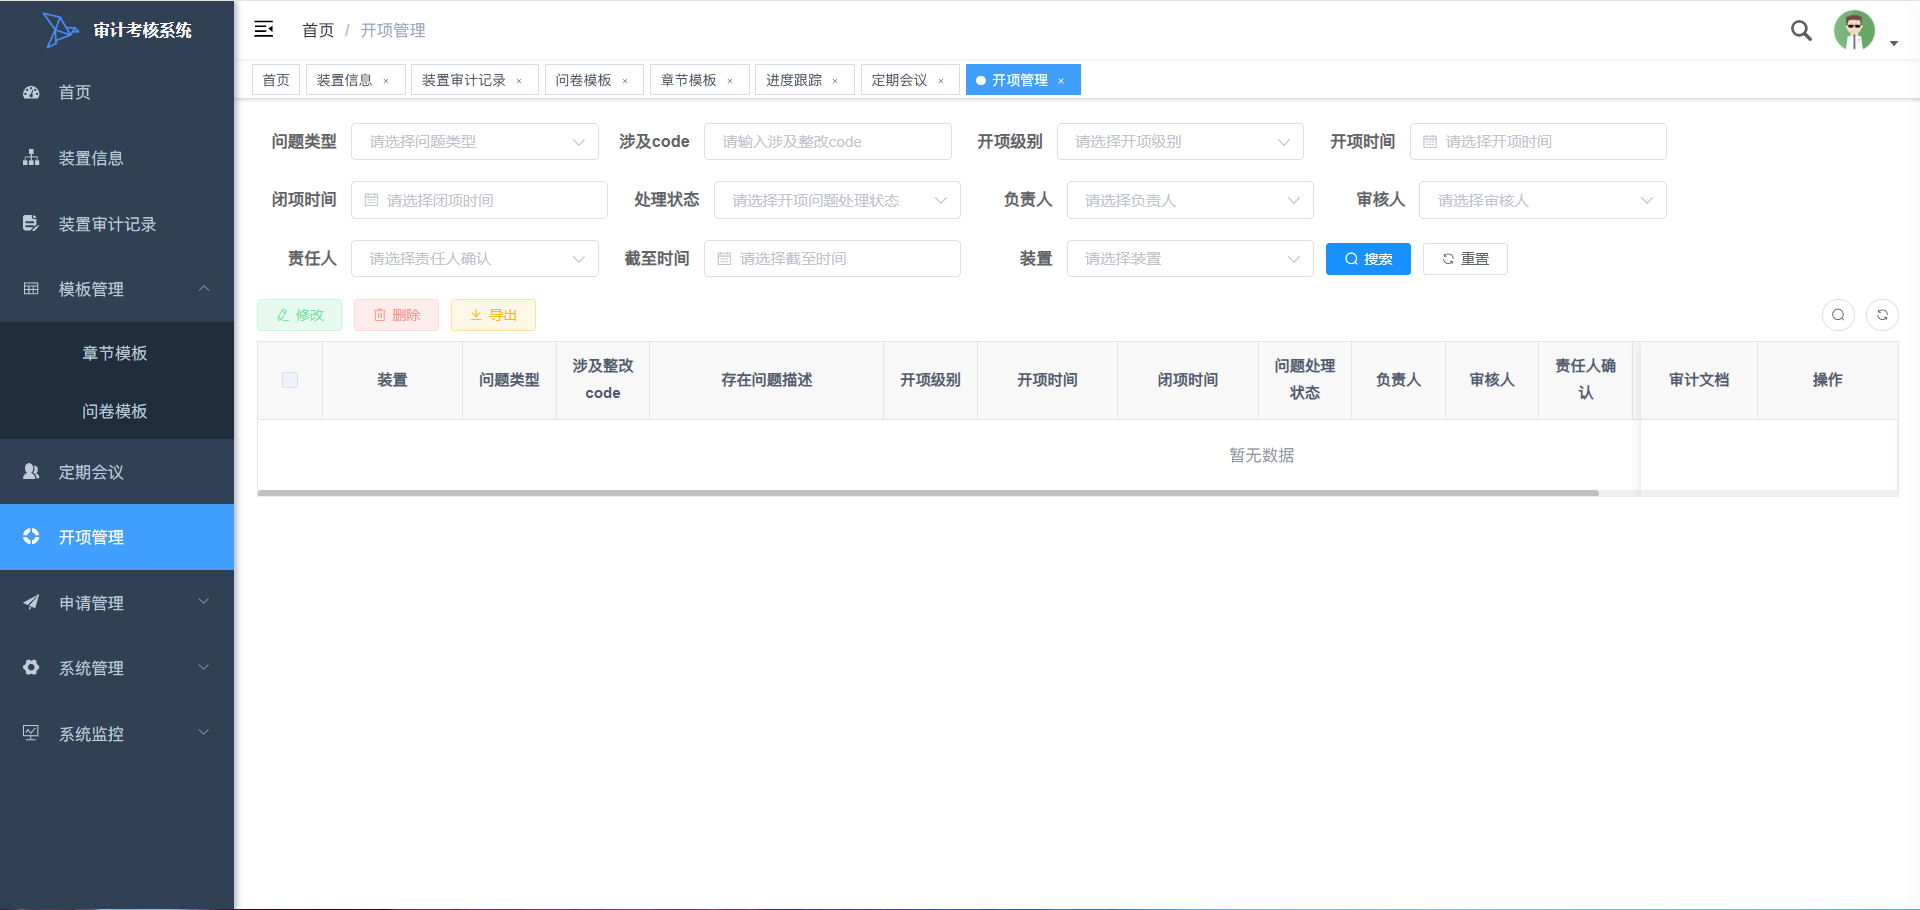 审计考核系统
首页 / 开项管理
首页
装置信息 ×
装置审计记录 ×
问卷模板 ×
章节模板 ×
进度跟踪 ×
定期会议 ×
开项管理 ×
首页
装置信息
装置审计记录
模板管理
章节模板
问卷模板
定期会议
开项管理
申请管理
系统管理
系统监控
问题类型 请选择问题类型
涉及code 请输入涉及整改code
开项级别 请选择开项级别
开项时间 请选择开项时间
闭项时间 请选择闭项时间
处理状态 请选择开项问题处理状态
负责人 请选择负责人
审核人 请选择审核人
责任人 请选择责任人确认
截至时间 请选择截至时间
装置 请选择装置
搜索
重置
修改
删除
导出
装置
问题类型
涉及整改
code
存在问题描述
开项级别
开项时间
闭项时间
问题处理
状态
负责人
审核人
责任人确
认
审计文档
操作
暂无数据